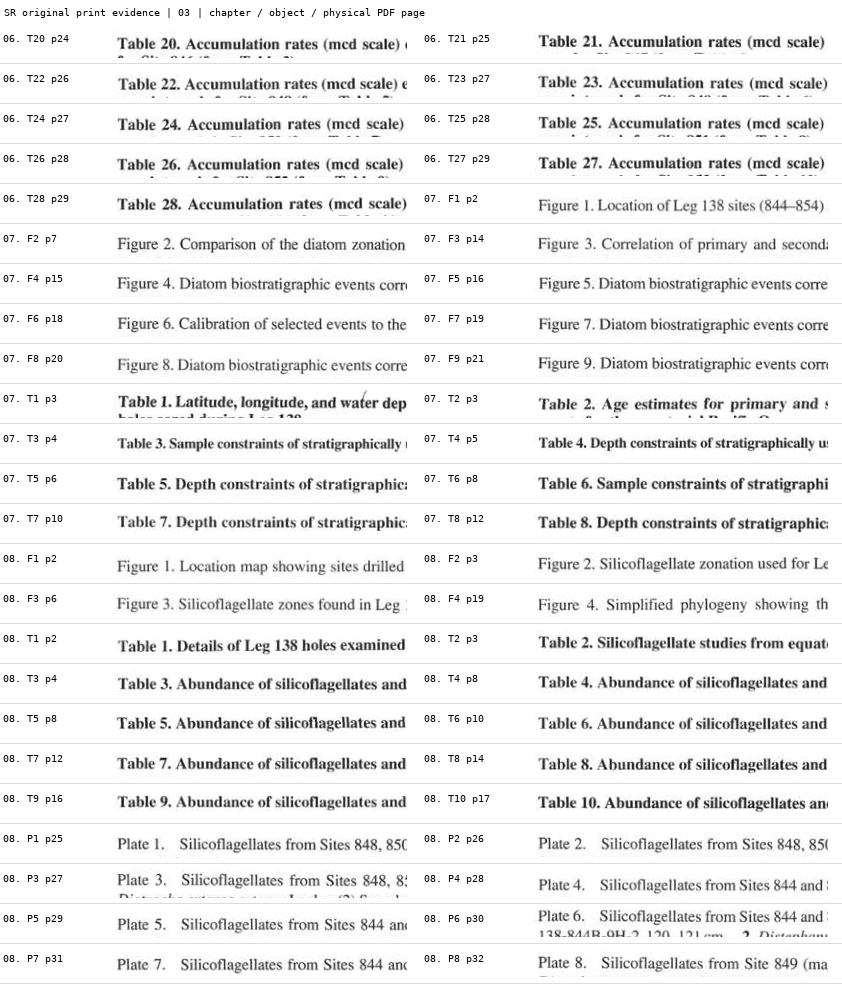 SR original print evidence | 03 | chapter / object / physical PDF page
06. T20 p24 Table 20. Accumulation rates (mcd scale)
06. T21 p25 Table 21. Accumulation rates (mcd scale)
06. T22 p26 Table 22. Accumulation rates (mcd scale) e
06. T23 p27 Table 23. Accumulation rates (mcd scale)
06. T24 p27 Table 24. Accumulation rates (mcd scale)
06. T25 p28 Table 25. Accumulation rates (mcd scale)
06. T26 p28 Table 26. Accumulation rates (mcd scale)
06. T27 p29 Table 27. Accumulation rates (mcd scale)
06. T28 p29 Table 28. Accumulation rates (mcd scale)
07. F1 p2 Figure 1. Location of Leg 138 sites (844–854)
07. F2 p7 Figure 2. Comparison of the diatom zonation
07. F3 p14 Figure 3. Correlation of primary and second
07. F4 p15 Figure 4. Diatom biostratigraphic events corr
07. F5 p16 Figure 5. Diatom biostratigraphic events corre
07. F6 p18 Figure 6. Calibration of selected events to the
07. F7 p19 Figure 7. Diatom biostratigraphic events corre
07. F8 p20 Figure 8. Diatom biostratigraphic events corre
07. F9 p21 Figure 9. Diatom biostratigraphic events corr
07. T1 p3 Table 1. Latitude, longitude, and water dep
07. T2 p3 Table 2. Age estimates for primary and s
07. T3 p4 Table 3. Sample constraints of stratigraphically
07. T4 p5 Table 4. Depth constraints of stratigraphically u
07. T5 p6 Table 5. Depth constraints of stratigraphic
07. T6 p8 Table 6. Sample constraints of stratigraphi
07. T7 p10 Table 7. Depth constraints of stratigraphic
07. T8 p12 Table 8. Depth constraints of stratigraphic
08. F1 p2 Figure 1. Location map showing sites drilled
08. F2 p3 Figure 2. Silicoflagellate zonation used for Le
08. F3 p6 Figure 3. Silicoflagellate zones found in Leg
08. F4 p19 Figure 4. Simplified phylogeny showing th
08. T1 p2 Table 1. Details of Leg 138 holes examined
08. T2 p3 Table 2. Silicoflagellate studies from equat
08. T3 p4 Table 3. Abundance of silicoflagellates and
08. T4 p8 Table 4. Abundance of silicoflagellates and
08. T5 p8 Table 5. Abundance of silicoflagellates and
08. T6 p10 Table 6. Abundance of silicoflagellates and
08. T7 p12 Table 7. Abundance of silicoflagellates and
08. T8 p14 Table 8. Abundance of silicoflagellates and
08. T9 p16 Table 9. Abundance of silicoflagellates and
08. T10 p17 Table 10. Abundance of silicoflagellates an
08. P1 p25 Plate 1. Silicoflagellates from Sites 848, 850
08. P2 p26 Plate 2. Silicoflagellates from Sites 848, 850
08. P3 p27 Plate 3. Silicoflagellates from Sites 848, 8
08. P4 p28 Plate 4. Silicoflagellates from Sites 844 and
08. P5 p29 Plate 5. Silicoflagellates from Sites 844 and
08. P6 p30 Plate 6. Silicoflagellates from Sites 844 and
08. P7 p31 Plate 7. Silicoflagellates from Sites 844 and
08. P8 p32 Plate 8. Silicoflagellates from Site 849 (ma